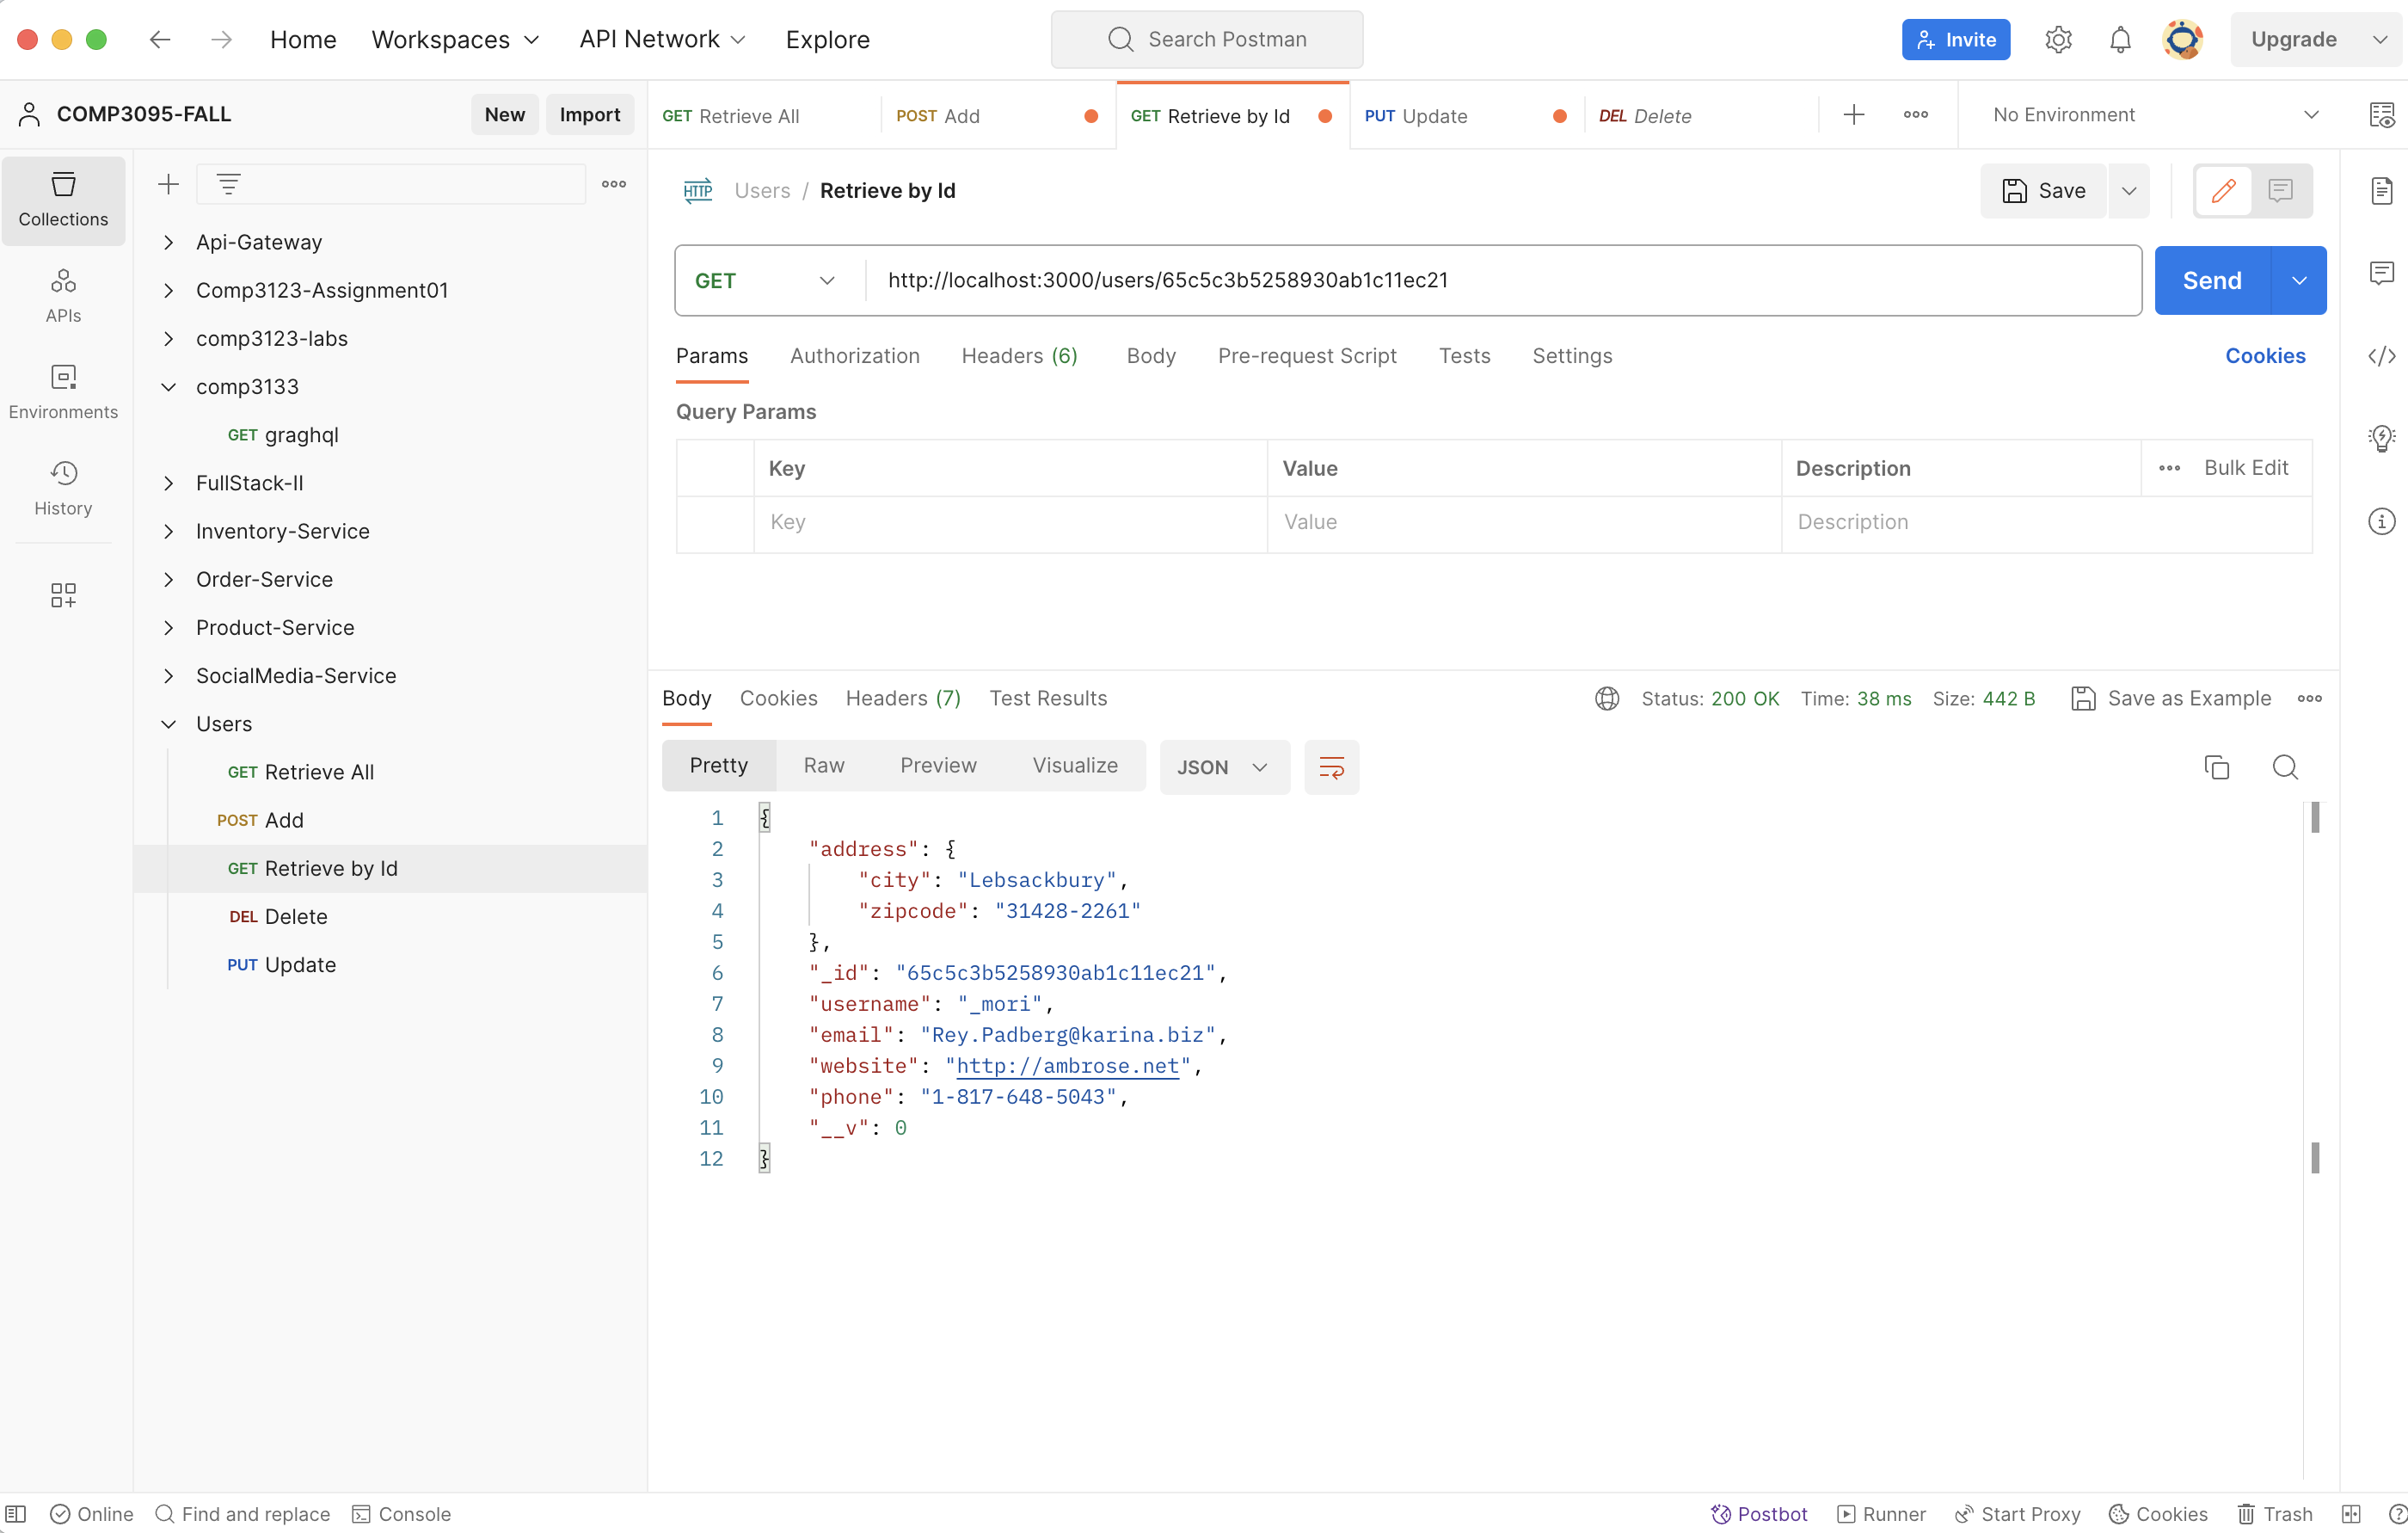 Home Workspaces API Network Explore Search Postman Invite Upgrade
COMP3095-FALL New Import
GET Retrieve All POST Add GET Retrieve by Id PUT Update DEL Delete No Environment
Collections
APIs
Environments
History
Api-Gateway
Comp3123-Assignment01
comp3123-labs
comp3133
GET graghql
FullStack-II
Inventory-Service
Order-Service
Product-Service
SocialMedia-Service
Users
GET Retrieve All
POST Add
GET Retrieve by Id
DEL Delete
PUT Update
HTTP Users / Retrieve by Id Save
GET http://localhost:3000/users/65c5c3b5258930ab1c11ec21 Send
Params Authorization Headers (6) Body Pre-request Script Tests Settings Cookies
Query Params
Key Value Description Bulk Edit
Key Value Description
Body Cookies Headers (7) Test Results Status: 200 OK Time: 38 ms Size: 442 B Save as Example
Pretty Raw Preview Visualize JSON
1 {
2 "address": {
3 "city": "Lebsackbury",
4 "zipcode": "31428-2261"
5 },
6 "_id": "65c5c3b5258930ab1c11ec21",
7 "username": "_mori",
8 "email": "Rey.Padberg@karina.biz",
9 "website": "http://ambrose.net",
10 "phone": "1-817-648-5043",
11 "__v": 0
12 }
Online Find and replace Console Postbot Runner Start Proxy Cookies Trash